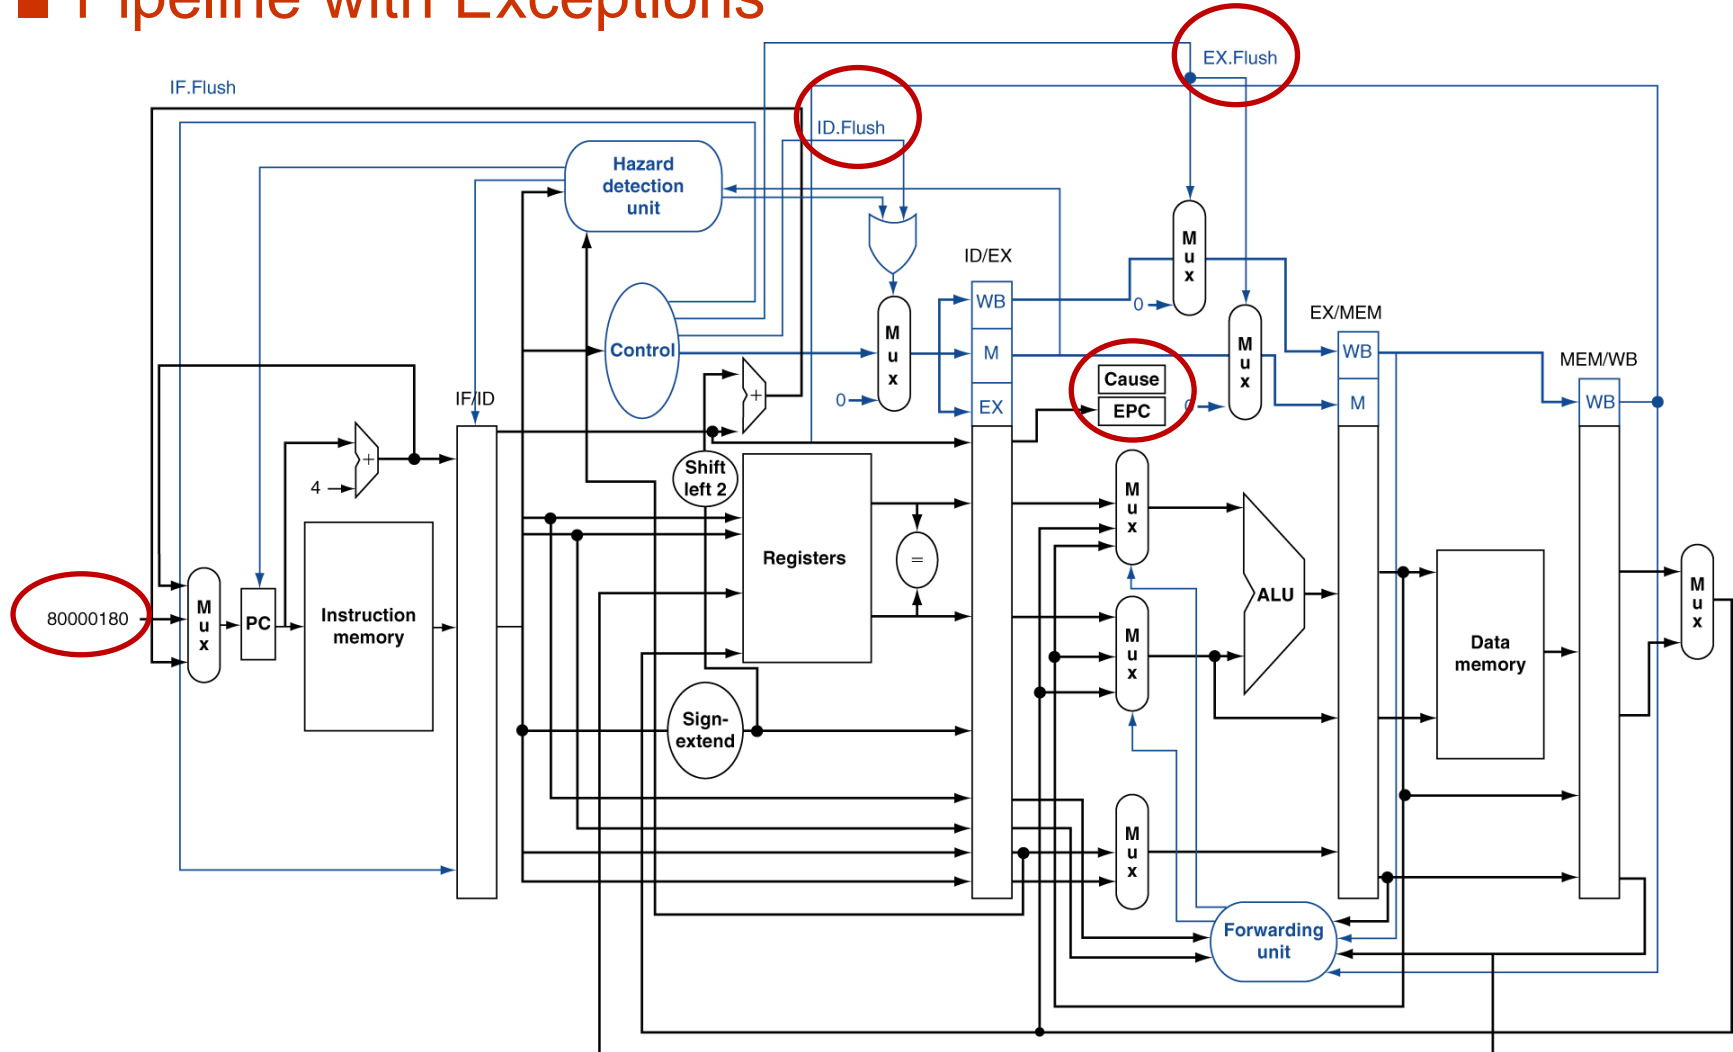 Pipeline with Exceptions
EX.Flush
IF.Flush
ID.Flush
Hazard
detection
unit
M
u
x
0
ID/EX
WB
M
EX
Control
M
u
x
0
M
u
x
0
Cause
EPC
EX/MEM
WB
M
MEM/WB
WB
IF/ID
+
+
4
Shift
left 2
M
u
x
Registers
=
ALU
80000180
M
u
x
PC
Instruction
memory
M
u
x
Data
memory
M
u
x
Sign-
extend
M
u
x
Forwarding
unit